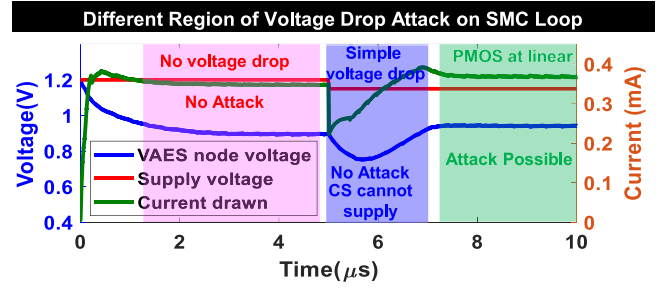 Different Region of Voltage Drop Attack on SMC Loop
No voltage drop
Simple
voltage drop
PMOS at linear
No Attack
No Attack
CS cannot
supply
Attack Possible
VAES node voltage
Supply voltage
Current drawn
Voltage(V)
1.2
1
0.8
0.6
0.4
Current (mA)
0.4
0.3
0.2
0.1
0
0
2
4
6
8
10
Time(μs)